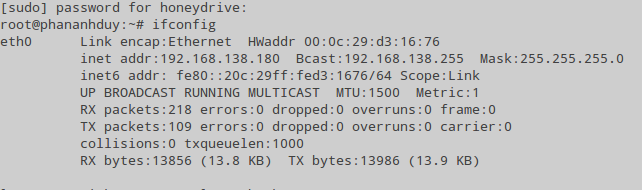 [sudo] password for honeydrive:
root@phananhduy:~# ifconfig
eth0      Link encap:Ethernet  HWaddr 00:0c:29:d3:16:76
          inet addr:192.168.138.180  Bcast:192.168.138.255  Mask:255.255.255.0
          inet6 addr: fe80::20c:29ff:fed3:1676/64 Scope:Link
          UP BROADCAST RUNNING MULTICAST  MTU:1500  Metric:1
          RX packets:218 errors:0 dropped:0 overruns:0 frame:0
          TX packets:109 errors:0 dropped:0 overruns:0 carrier:0
          collisions:0 txqueuelen:1000
          RX bytes:13856 (13.8 KB)  TX bytes:13986 (13.9 KB)